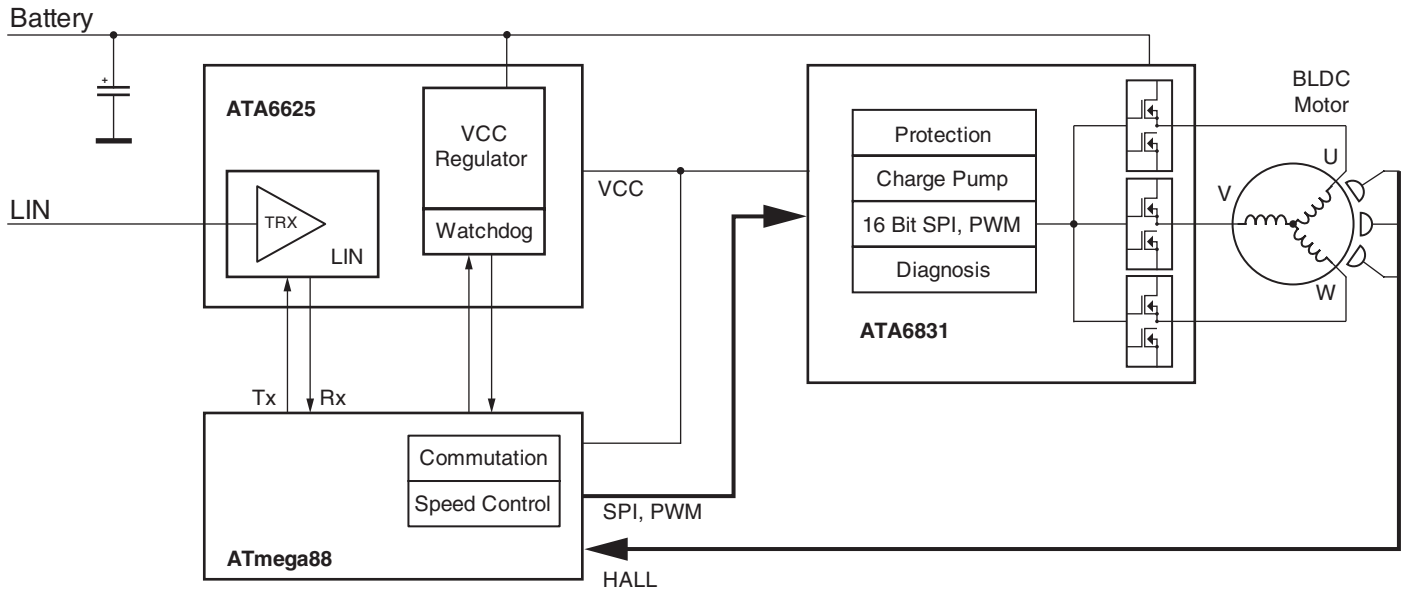 Battery
+
ATA6625
VCC
Regulator
Watchdog
LIN
TRX
LIN
VCC
Protection
Charge Pump
16 Bit SPI, PWM
Diagnosis
ATA6831
BLDC
Motor
U
V
W
Tx
Rx
Commutation
Speed Control
ATmega88
SPI, PWM
HALL